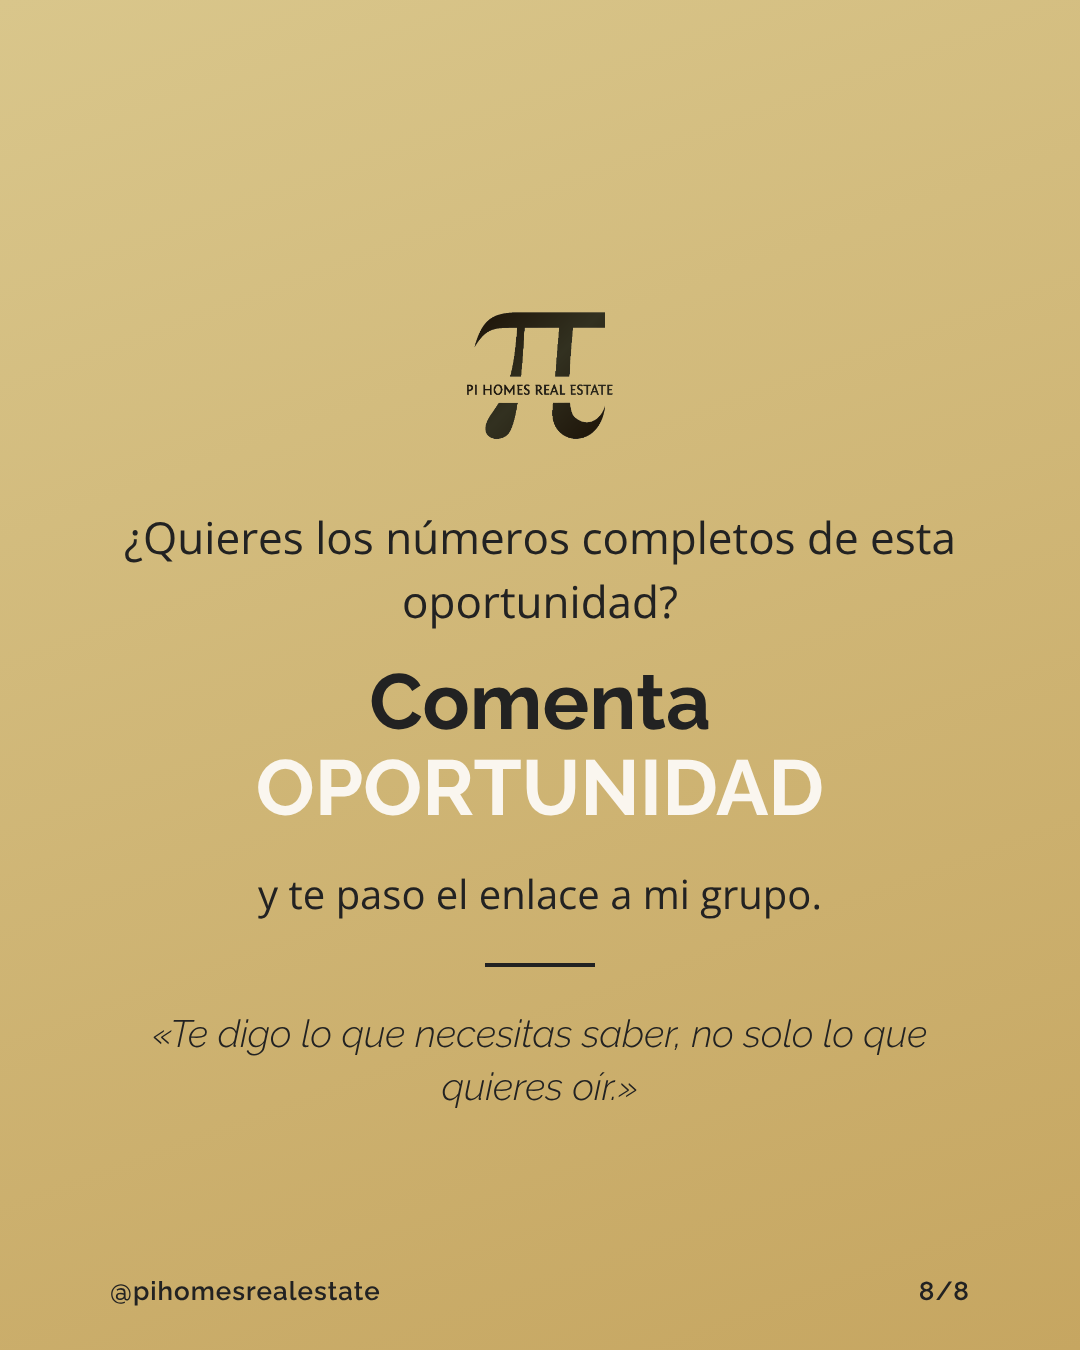 PI HOMES REAL ESTATE
¿Quieres los números completos de esta
oportunidad?
Comenta
OPORTUNIDAD
y te paso el enlace a mi grupo.
«Te digo lo que necesitas saber, no solo lo que
quieres oír.»
@pihomesrealestate
8/8